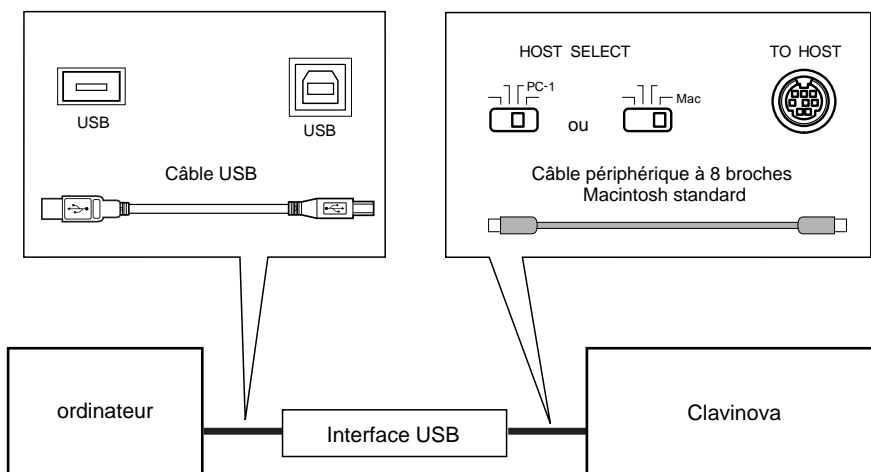 USB
USB
Câble USB
HOST SELECT
TO HOST
PC-1
ou
Mac
Câble périphérique à 8 broches
Macintosh standard
ordinateur
Interface USB
Clavinova